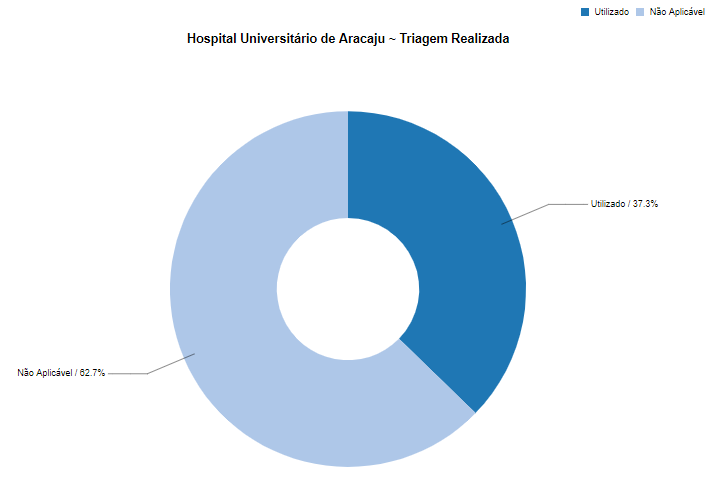 Utilizado Não Aplicável
Hospital Universitário de Aracaju ~ Triagem Realizada
Utilizado / 37.3%
Não Aplicável / 62.7%